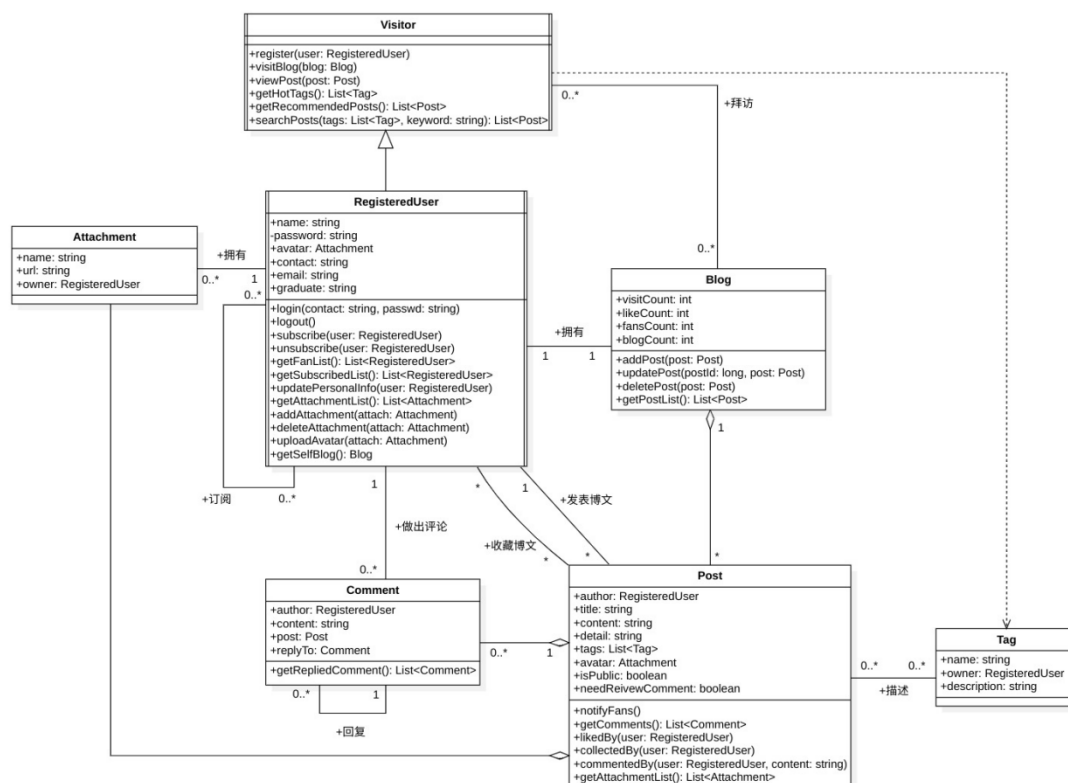 Visitor
+register(user: RegisteredUser)
+visitBlog(blog: Blog)
+viewPost(post: Post)
+getHotTags(): List<Tag>
+getRecommendedPosts(): List<Post>
+searchPosts(tags: List<Tag>, keyword: string): List<Post>
0..*
+拜访
0..*
RegisteredUser
+name: string
-password: string
+avatar: Attachment
+contact: string
+email: string
+graduate: string
+login(contact: string, passwd: string)
+logout()
+subscribe(user: RegisteredUser)
+unsubscribe(user: RegisteredUser)
+getFanList(): List<RegisteredUser>
+getSubscribedList(): List<RegisteredUser>
+updatePersonalInfo(user: RegisteredUser)
+getAttachmentList(): List<Attachment>
+addAttachment(attach: Attachment)
+deleteAttachment(attach: Attachment)
+uploadAvatar(attach: Attachment)
+getSelfBlog(): Blog
Attachment
+name: string
+url: string
+owner: RegisteredUser
+拥有
0..*
1
0..*
+订阅
0..*
+拥有
1
1
Blog
+visitCount: int
+likeCount: int
+fansCount: int
+blogCount: int
+addPost(post: Post)
+updatePost(postId: long, post: Post)
+deletePost(post: Post)
+getPostList(): List<Post>
1
*
1
+做出评论
0..*
*
+收藏博文
*
1
+发表博文
*
Comment
+author: RegisteredUser
+content: string
+post: Post
+replyTo: Comment
+getRepliedComment(): List<Comment>
0..*
1
0..*
1
+回复
Post
+author: RegisteredUser
+title: string
+content: string
+detail: string
+tags: List<Tag>
+avatar: Attachment
+isPublic: boolean
+needReivewComment: boolean
+notifyFans()
+getComments(): List<Comment>
+likedBy(user: RegisteredUser)
+collectedBy(user: RegisteredUser)
+commentedBy(user: RegisteredUser, content: string)
+getAttachmentList(): List<Attachment>
0..*
0..*
+描述
Tag
+name: string
+owner: RegisteredUser
+description: string